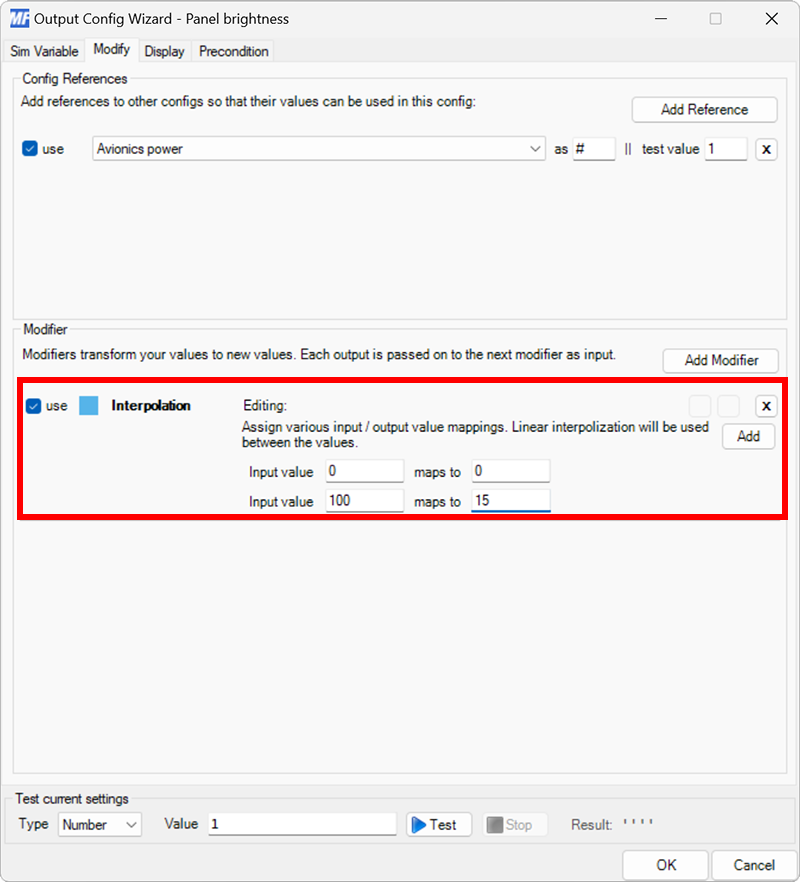 MF Output Config Wizard - Panel brightness
Sim Variable Modify Display Precondition
Config References
Add references to other configs so that their values can be used in this config:
Add Reference
use Avionics power as # || test value 1 x
Modifier
Modifiers transform your values to new values. Each output is passed on to the next modifier as input.
Add Modifier
use Interpolation Editing: x
Assign various input / output value mappings. Linear interpolization will be used
between the values.
Add
Input value 0 maps to 0
Input value 100 maps to 15
Test current settings
Type Number Value 1 Test Stop Result: ' ' ' '
OK Cancel